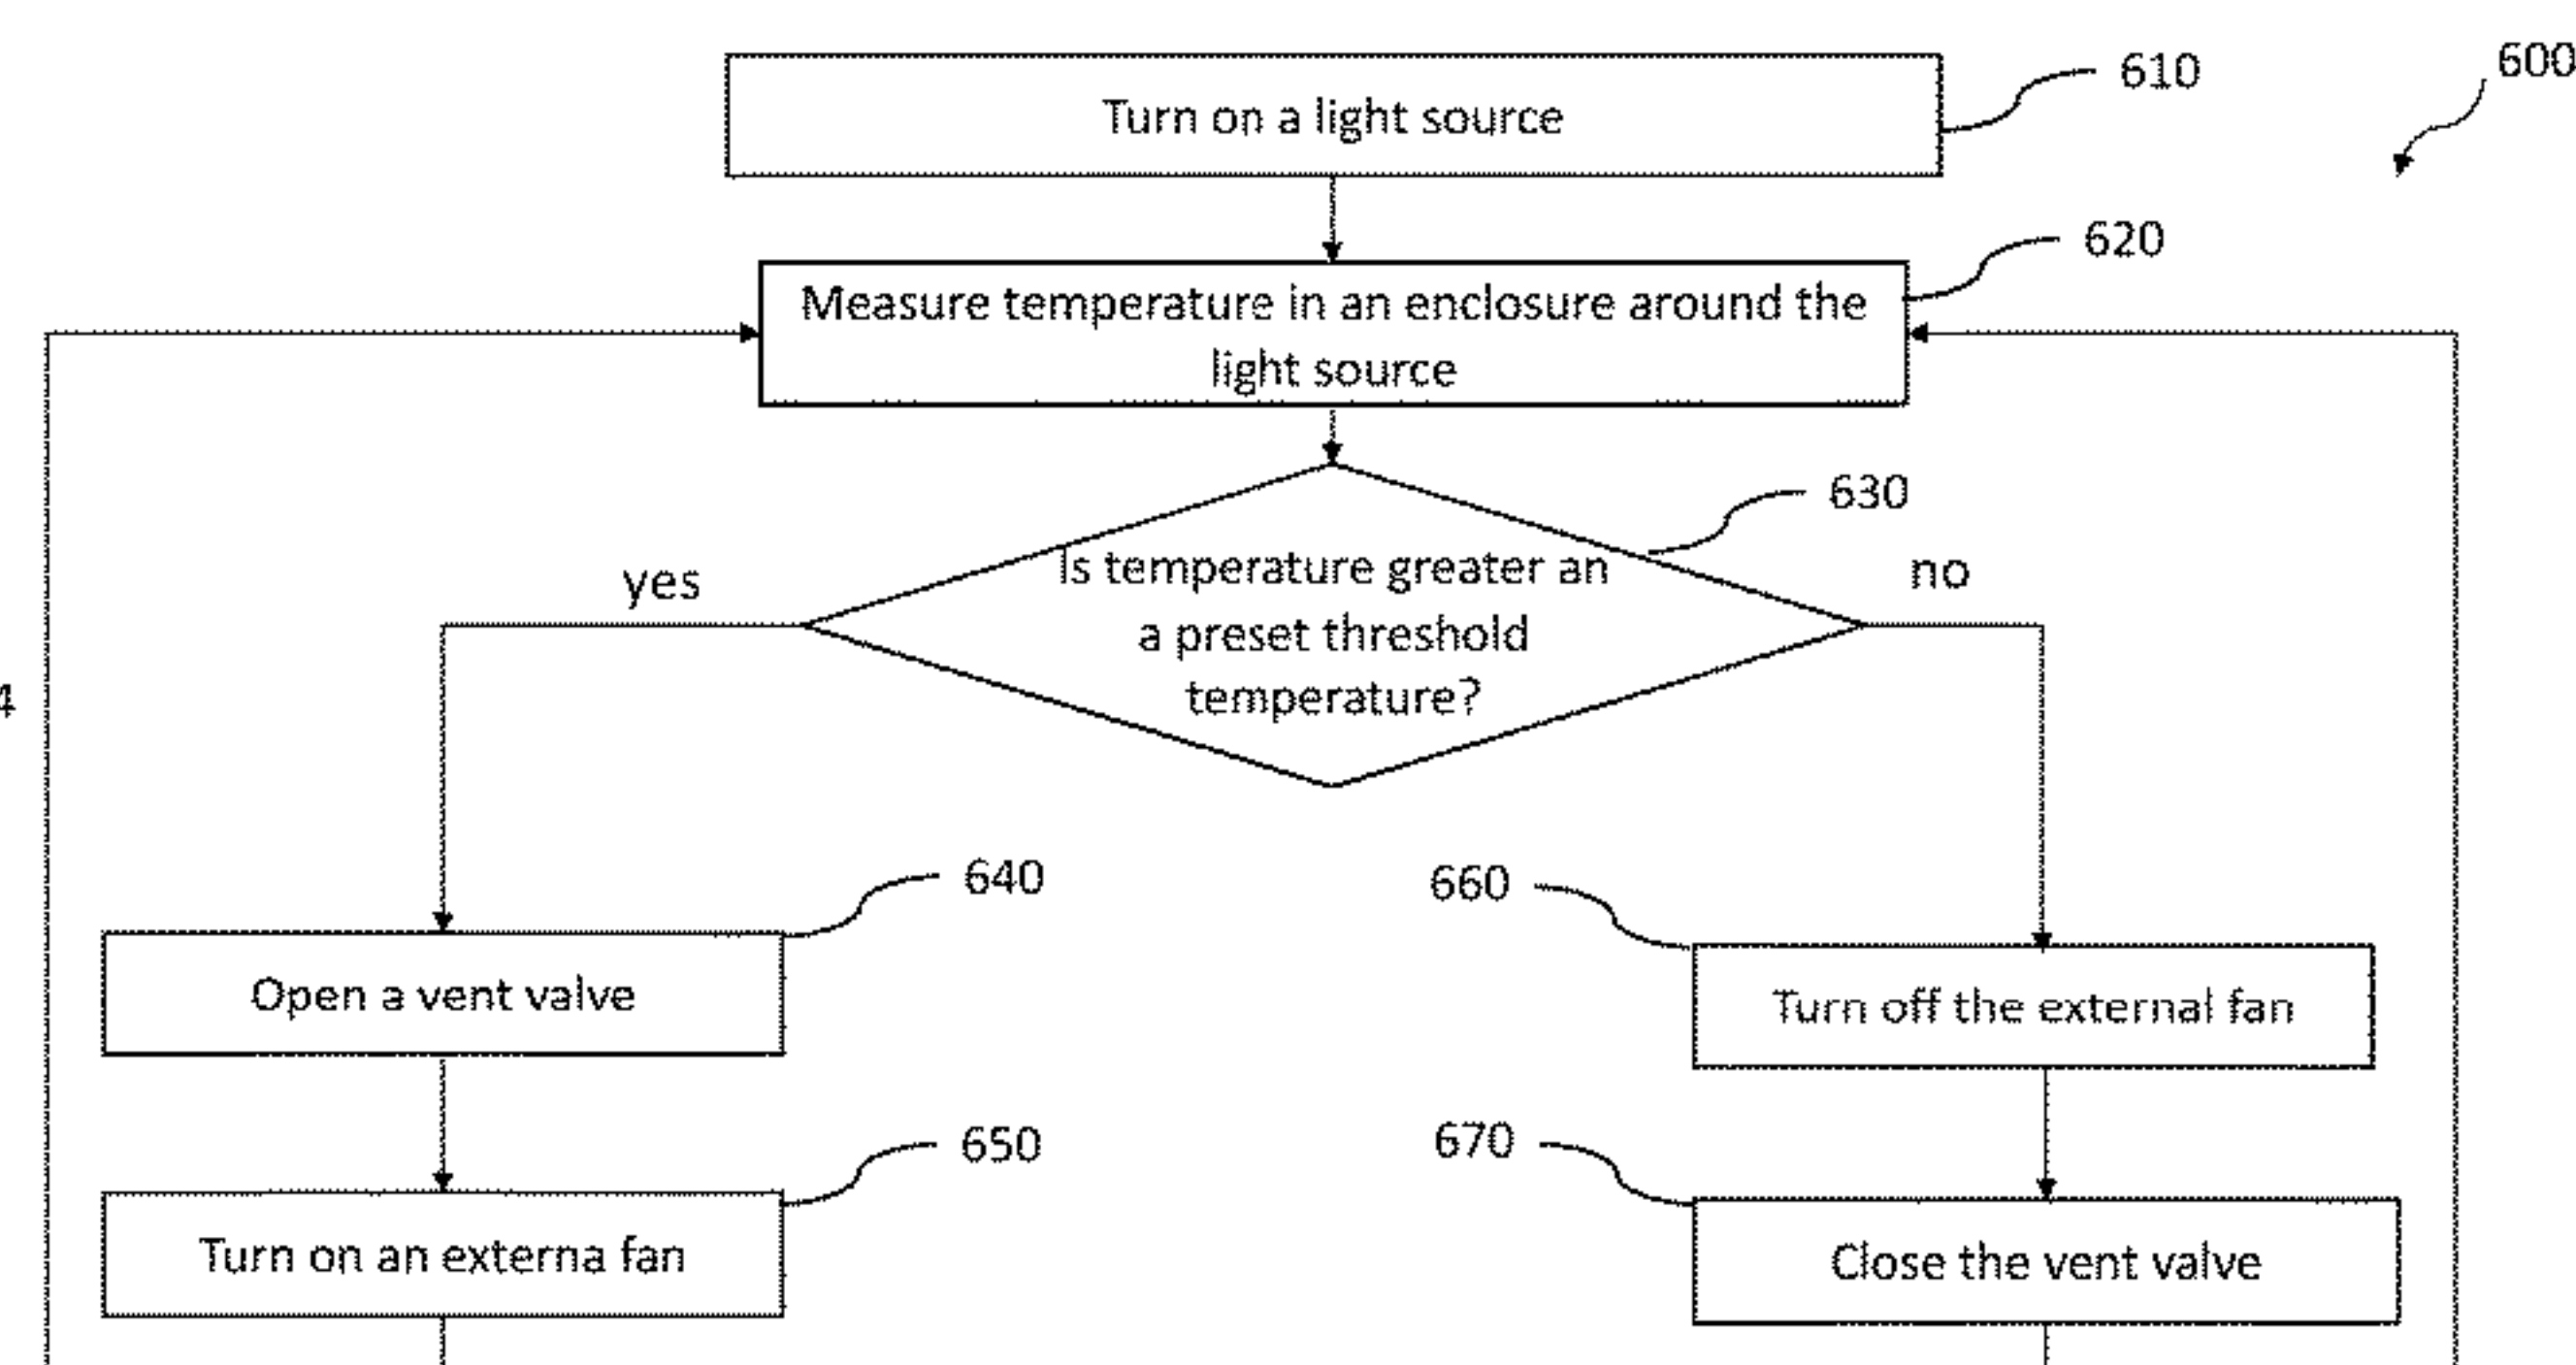 600
610
Turn on a light source
620
Measure temperature in an enclosure around the
light source
630
Is temperature greater an
a preset threshold
temperature?
yes
no
4
640
Open a vent valve
660
Turn off the external fan
650
Turn on an externa fan
670
Close the vent valve